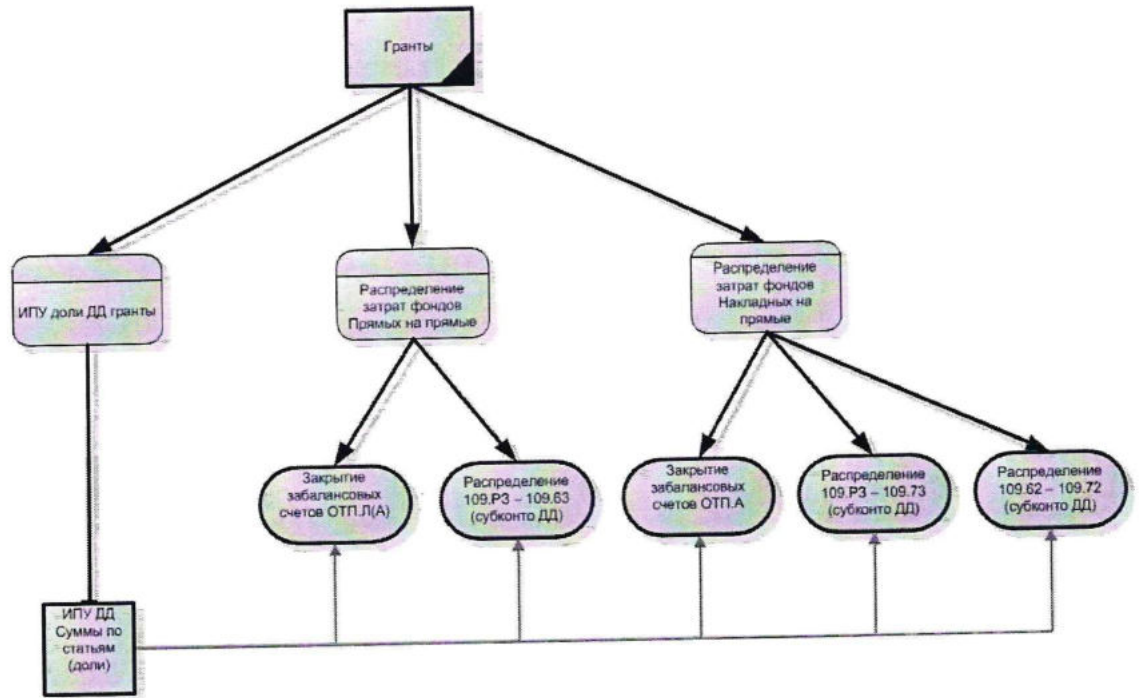 Гранты
ИПУ доли ДД гранты
Распределение
затрат фондов
Прямых на прямые
Распределение
затрат фондов
Накладных на
прямые
Закрытие
забалансовых
счетов ОТП.Л(А)
Распределение
109.РЗ – 109.63
(субконто ДД)
Закрытие
забалансовых
счетов ОТП.А
Распределение
109.РЗ – 109.73
(субконто ДД)
Распределение
109.62 – 109.72
(субконто ДД)
ИПУ ДД
Суммы по
статьям
(доли)